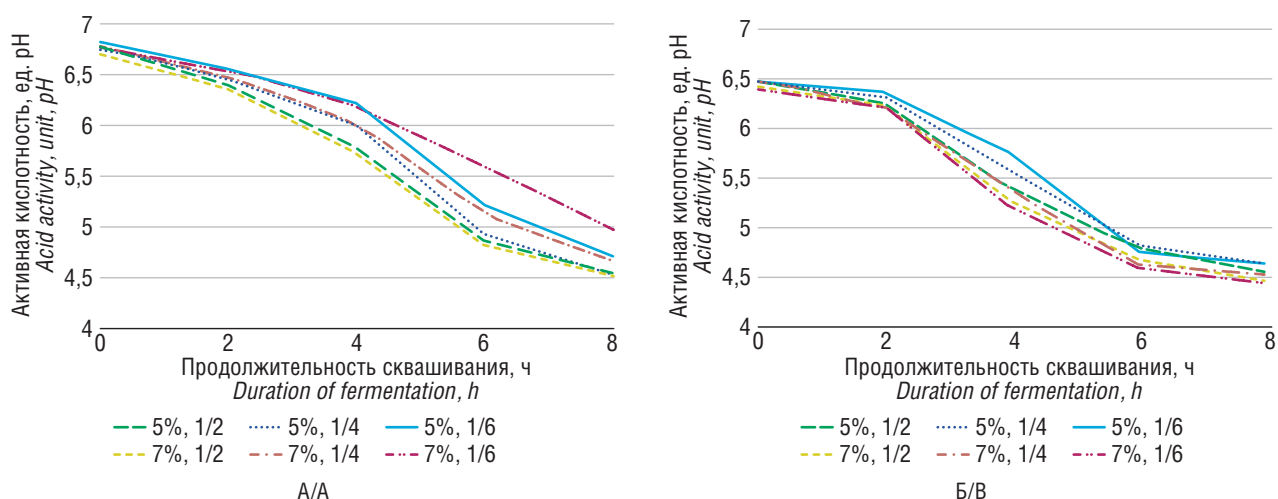 Активная кислотность, ед. pH
Acid activity, unit, pH
7
6,5
6
5,5
5
4,5
4
0 2 4 6 8
Продолжительность сквашивания, ч
Duration of fermentation, h
5%, 1/2 5%, 1/4 5%, 1/6
7%, 1/2 7%, 1/4 7%, 1/6
А/A
Активная кислотность, ед. pH
Acid activity, unit, pH
7
6,5
6
5,5
5
4,5
4
0 2 4 6 8
Продолжительность сквашивания, ч
Duration of fermentation, h
5%, 1/2 5%, 1/4 5%, 1/6
7%, 1/2 7%, 1/4 7%, 1/6
Б/B